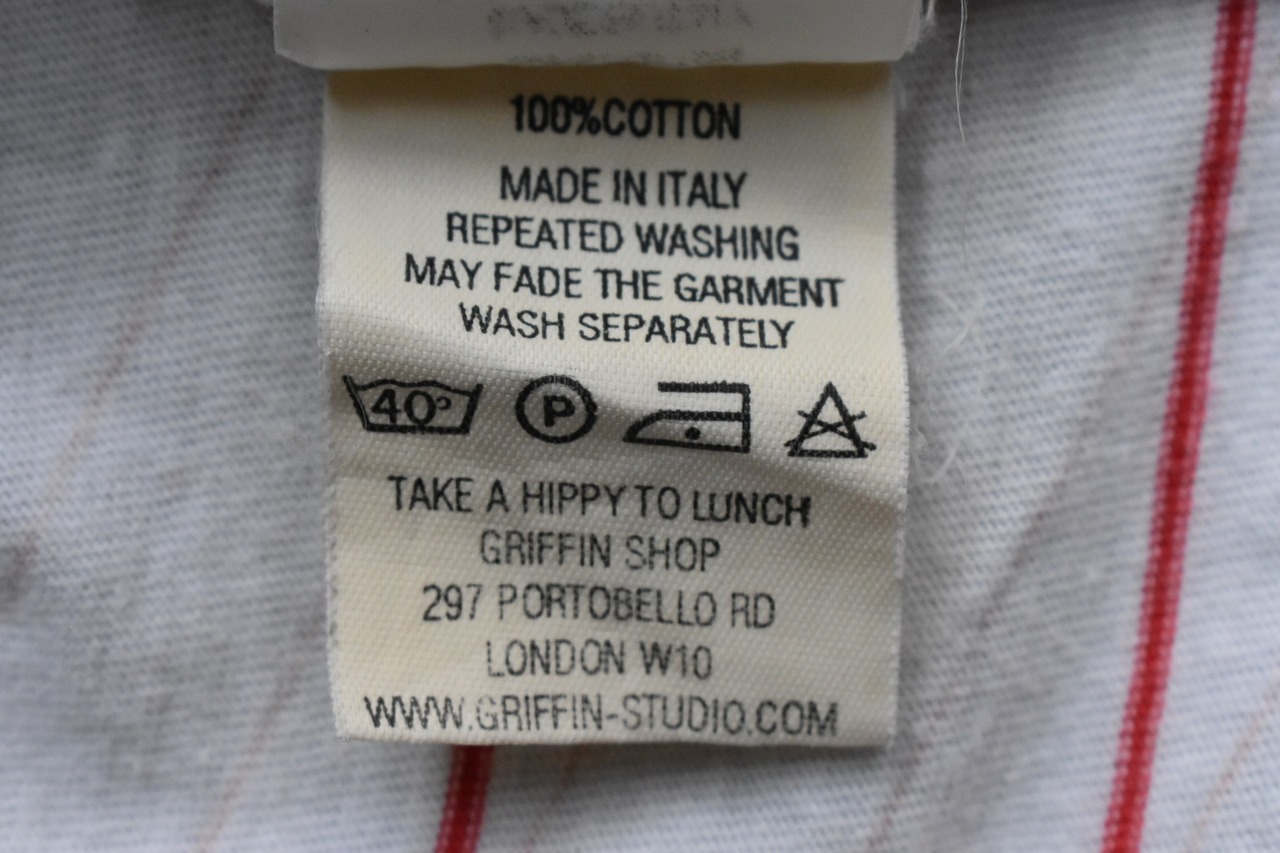 100%COTTON
MADE IN ITALY
REPEATED WASHING
MAY FADE THE GARMENT
WASH SEPARATELY
40° P
TAKE A HIPPY TO LUNCH
GRIFFIN SHOP
297 PORTOBELLO RD
LONDON W10
WWW.GRIFFIN-STUDIO.COM